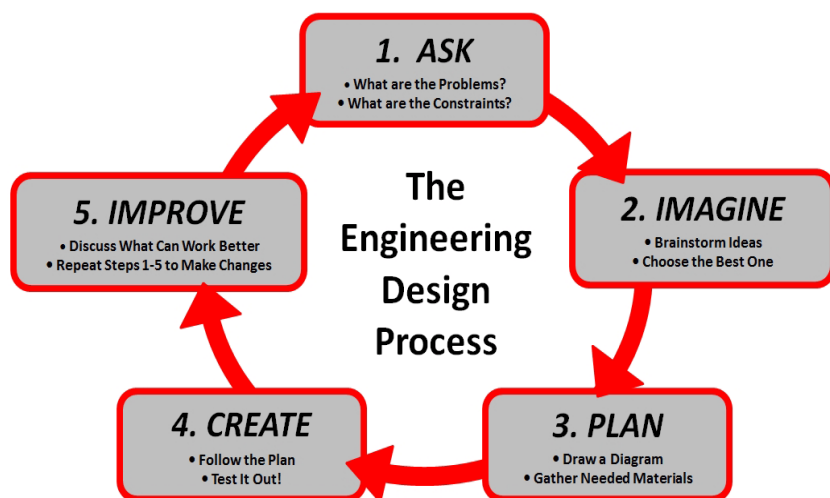 1. ASK
• What are the Problems?
• What are the Constraints?
The
Engineering
Design
Process
2. IMAGINE
• Brainstorm Ideas
• Choose the Best One
3. PLAN
• Draw a Diagram
• Gather Needed Materials
4. CREATE
• Follow the Plan
• Test It Out!
5. IMPROVE
• Discuss What Can Work Better
• Repeat Steps 1-5 to Make Changes